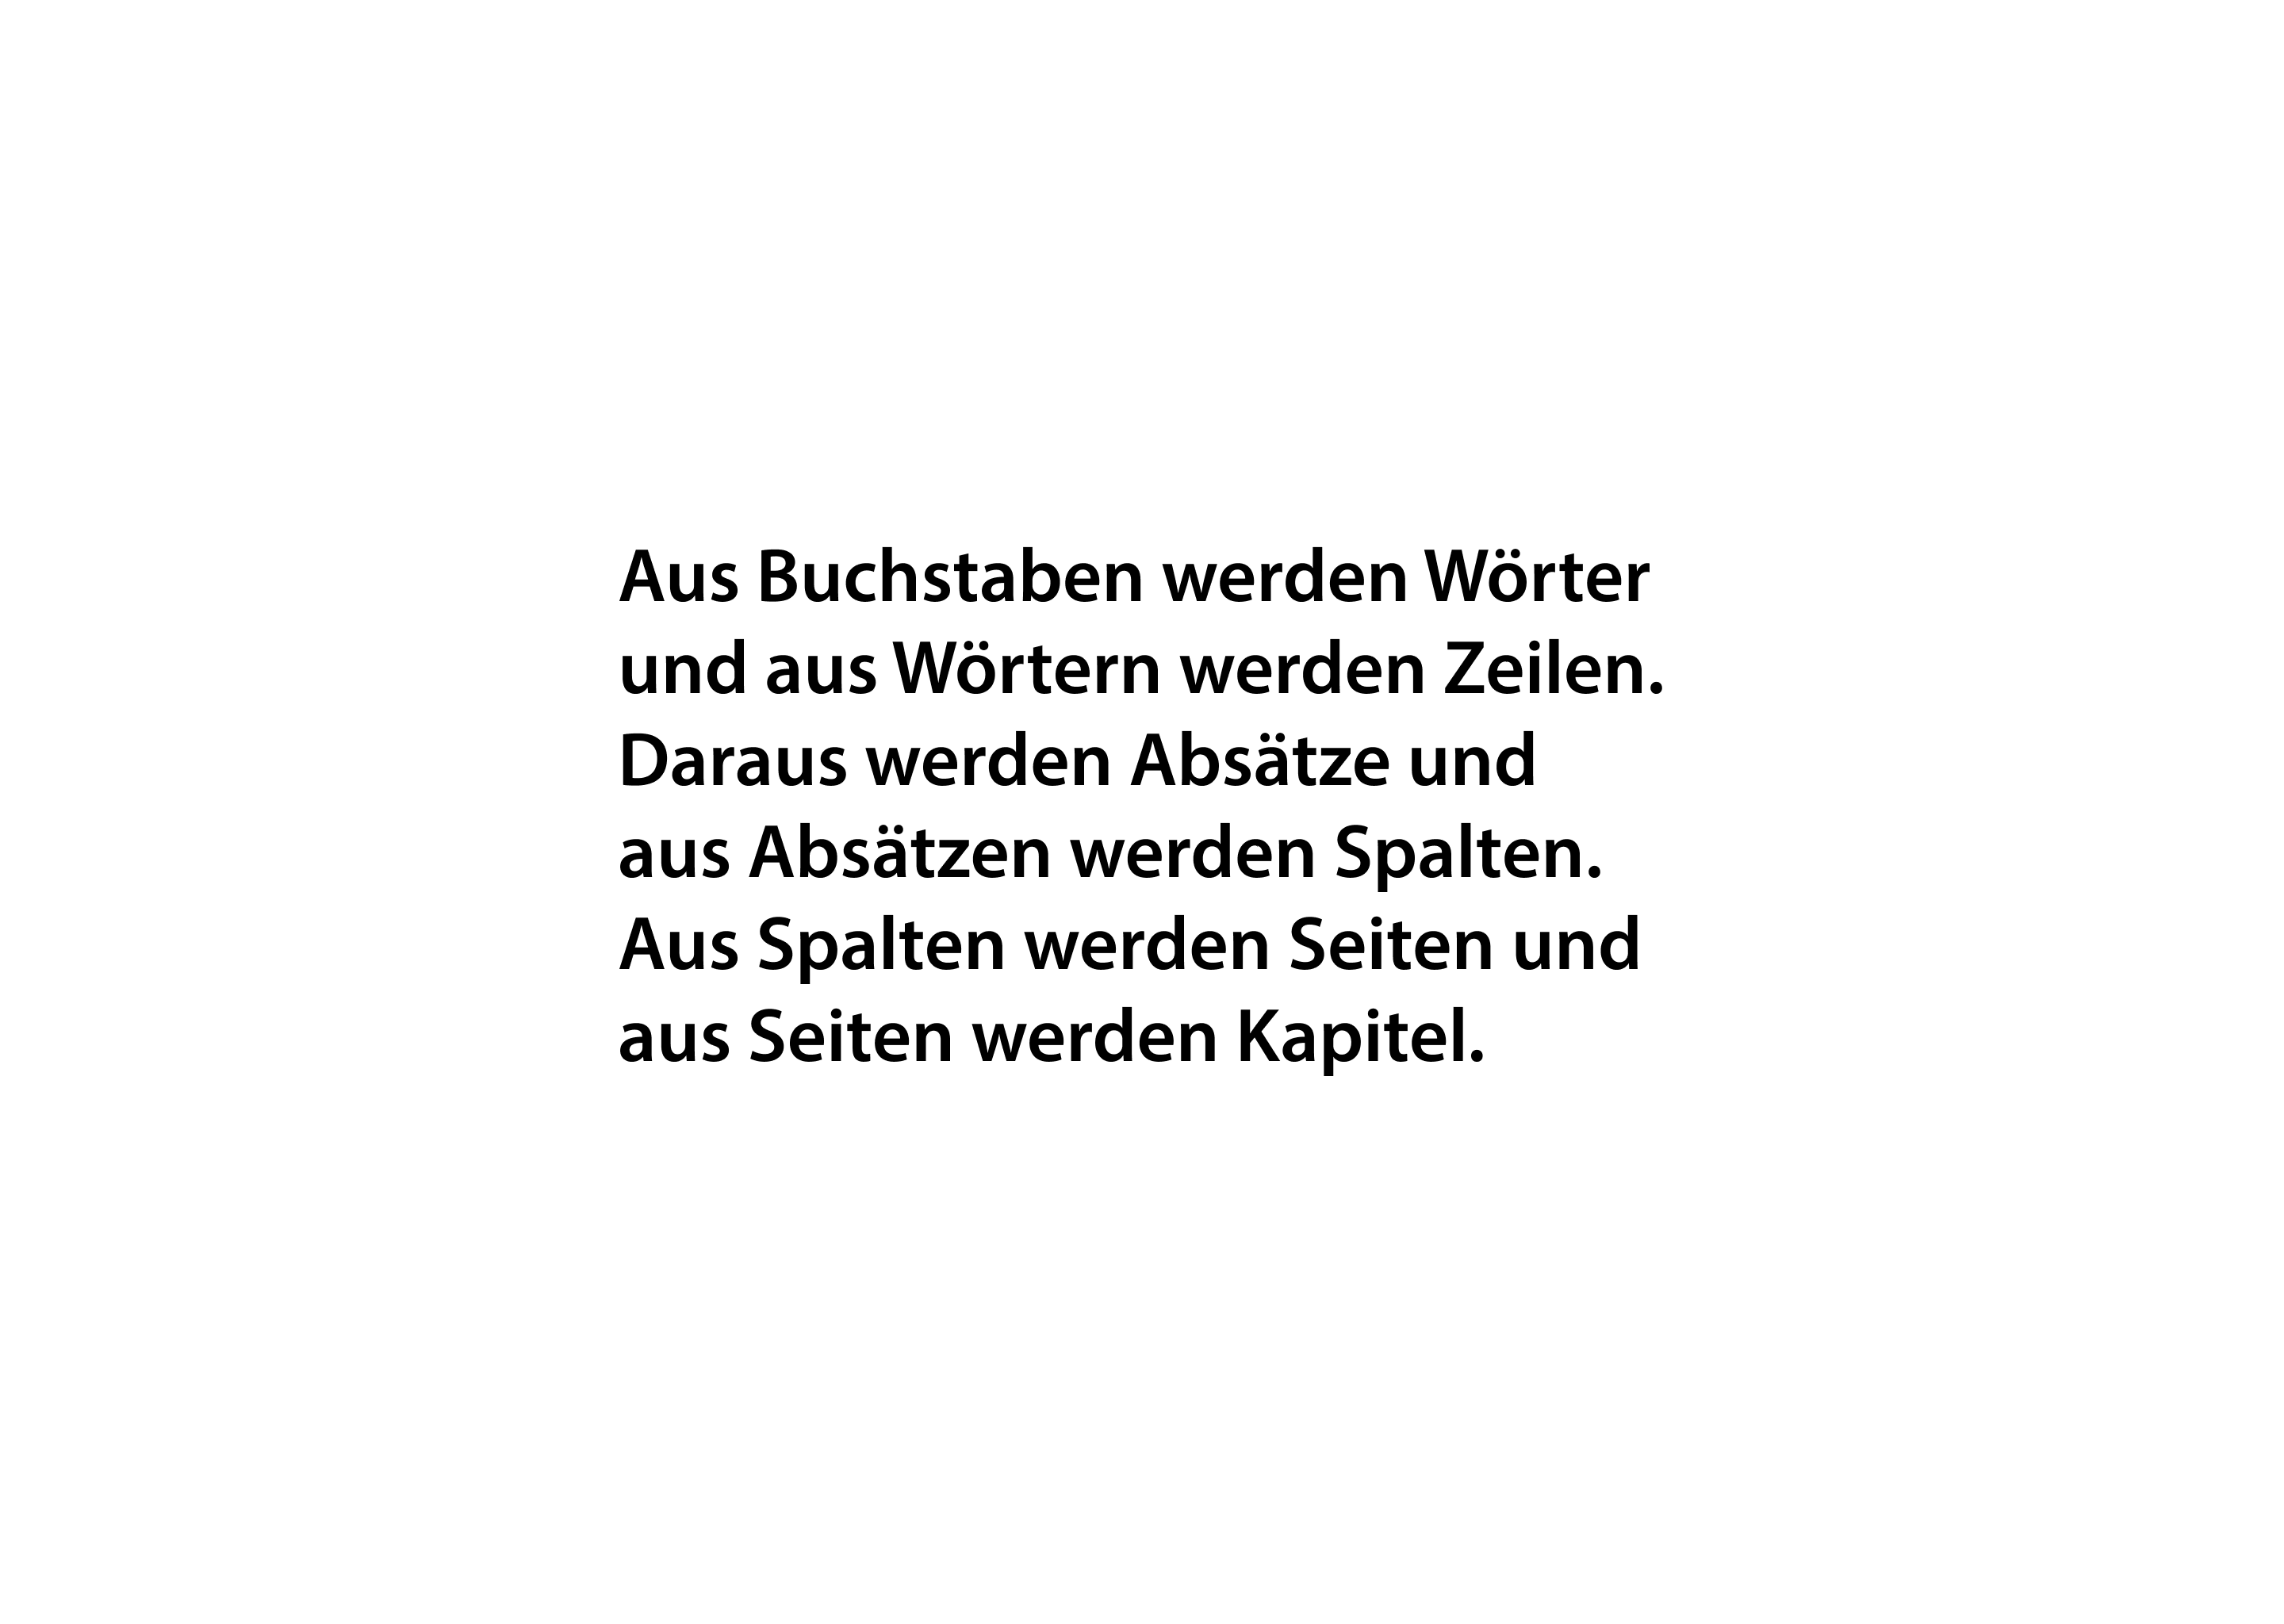 Aus Buchstaben werden Wörter
und aus Wörtern werden Zeilen.
Daraus werden Absätze und
aus Absätzen werden Spalten.
Aus Spalten werden Seiten und
aus Seiten werden Kapitel.